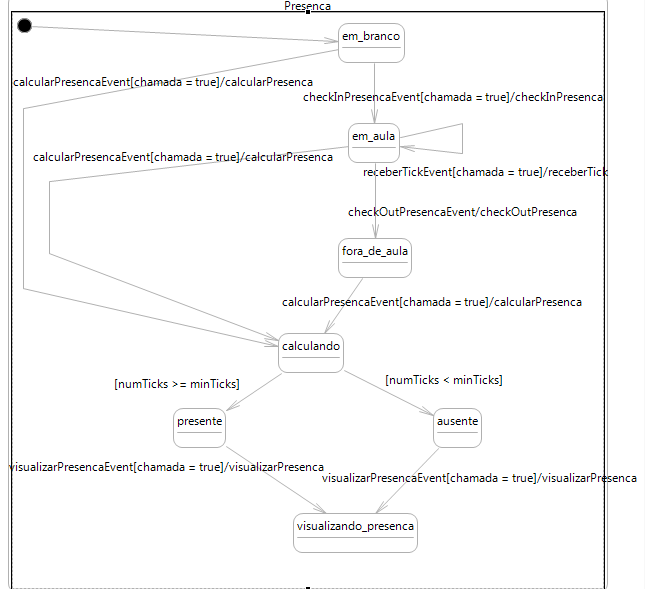 Presenca
em_branco
calcularPresencaEvent[chamada = true]/calcularPresenca
checkInPresencaEvent[chamada = true]/checkInPresenca
em_aula
calcularPresencaEvent[chamada = true]/calcularPresenca
receberTickEvent[chamada = true]/receberTick
checkOutPresencaEvent/checkOutPresenca
fora_de_aula
calcularPresencaEvent[chamada = true]/calcularPresenca
calculando
[numTicks >= minTicks]
[numTicks < minTicks]
presente
ausente
visualizarPresencaEvent[chamada = true]/visualizarPresenca
visualizarPresencaEvent[chamada = true]/visualizarPresenca
visualizando_presenca